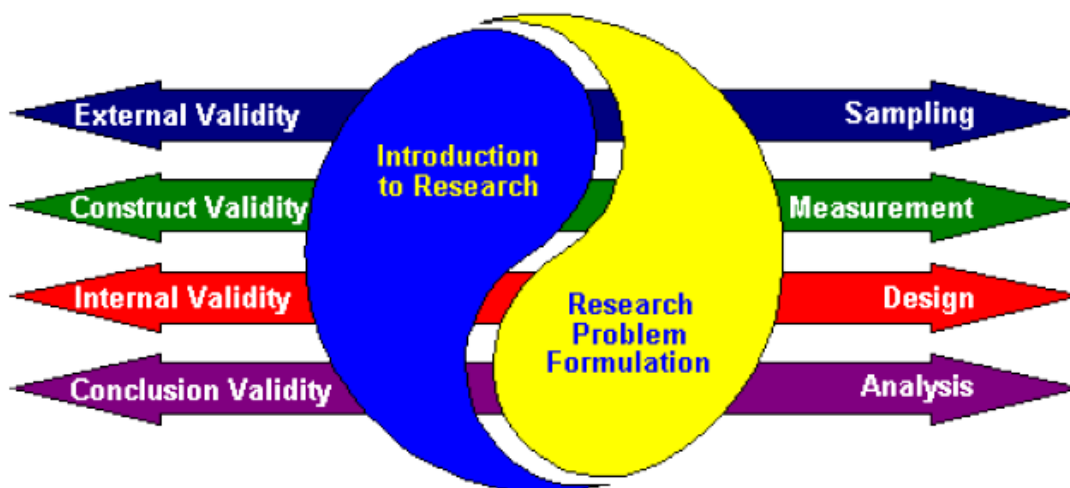 External Validity
Sampling
Introduction
to Research
Construct Validity
Measurement
Internal Validity
Design
Research
Problem
Formulation
Conclusion Validity
Analysis